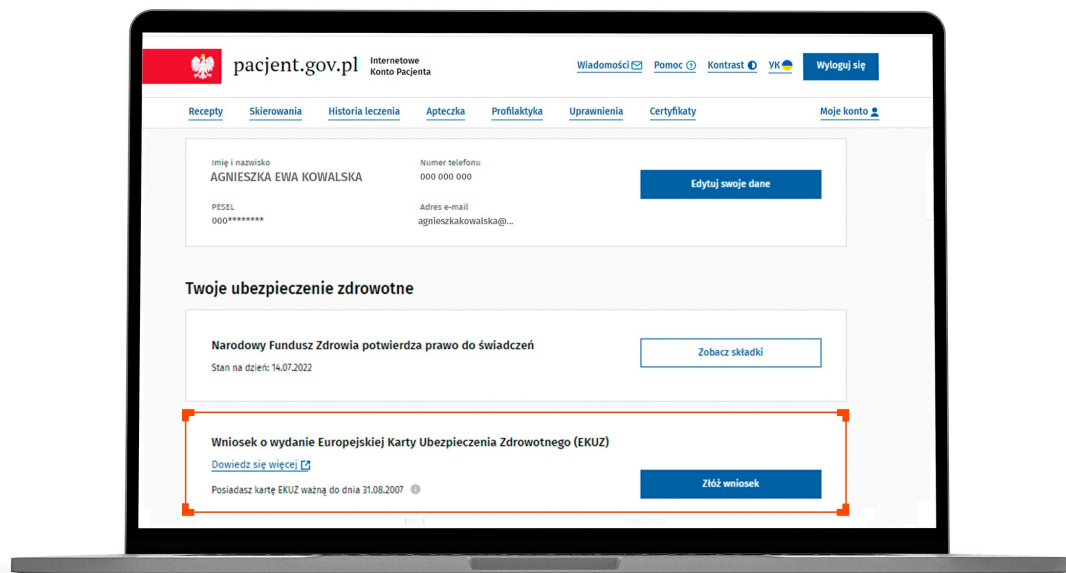 pacjent.gov.pl
Internetowe
Konto Pacjenta
Wiadomości Pomoc Kontrast УК Wyloguj się
Recepty Skierowania Historia leczenia Apteczka Profilaktyka Uprawnienia Certyfikaty Moje konto
Imię i nazwisko Numer telefonu
AGNIESZKA EWA KOWALSKA 000 000 000
Edytuj swoje dane
PESEL Adres e-mail
000******** agnieszkakowalska@...
Twoje ubezpieczenie zdrowotne
Narodowy Fundusz Zdrowia potwierdza prawo do świadczeń
Zobacz składki
Stan na dzień: 14.07.2022
Wniosek o wydanie Europejskiej Karty Ubezpieczenia Zdrowotnego (EKUZ)
Dowiedz się więcej
Posiadasz kartę EKUZ ważną do dnia 31.08.2007
Złóż wniosek